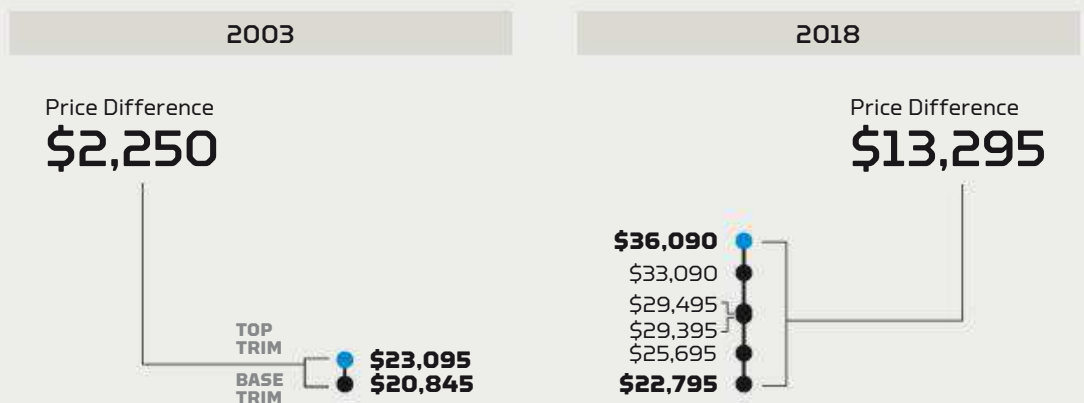 2003
Price Difference
$2,250
TOP
TRIM
$23,095
BASE
TRIM
$20,845
2018
Price Difference
$13,295
$36,090
$33,090
$29,495
$29,395
$25,695
$22,795